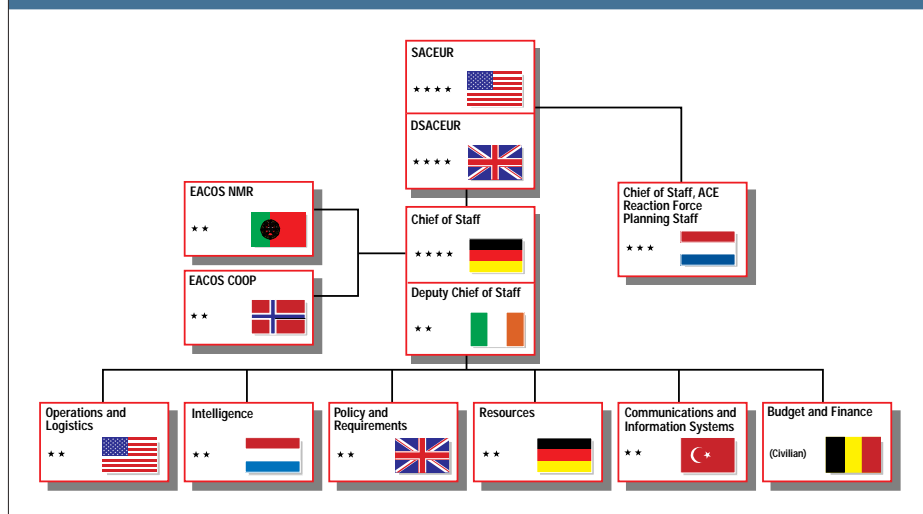 SACEUR
★ ★ ★ ★
DSACEUR
★ ★ ★ ★
EACOS NMR
★ ★
EACOS COOP
★ ★
Chief of Staff
★ ★ ★ ★
Deputy Chief of Staff
★ ★
Chief of Staff, ACE
Reaction Force
Planning Staff
★ ★ ★
Operations and
Logistics
★ ★
Intelligence
★ ★
Policy and
Requirements
★ ★
Resources
★ ★
Communications and
Information Systems
★ ★
Budget and Finance
(Civilian)